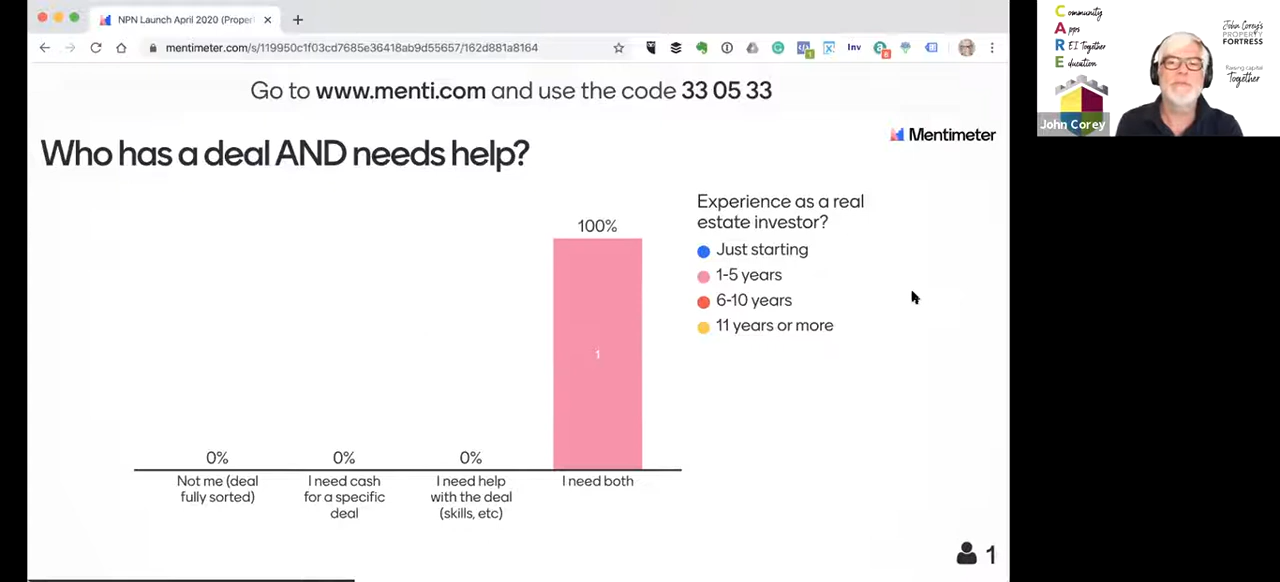 NPN Launch April 2020 (Proper
mentimeter.com/s/119950c1f03cd7685e36418ab9d55657/162d881a8164
Inv
Go to www.menti.com and use the code 33 05 33
Mentimeter
Who has a deal AND needs help?
Experience as a real
estate investor?
Just starting
1-5 years
6-10 years
11 years or more
100%
1
0%
0%
0%
Not me (deal
fully sorted)
I need cash
for a specific
deal
I need help
with the deal
(skills, etc)
I need both
1
Community
Apps
REI Together
Education
John Corey's
PROPERTY
FORTRESS
Raising capital
Together
John Corey